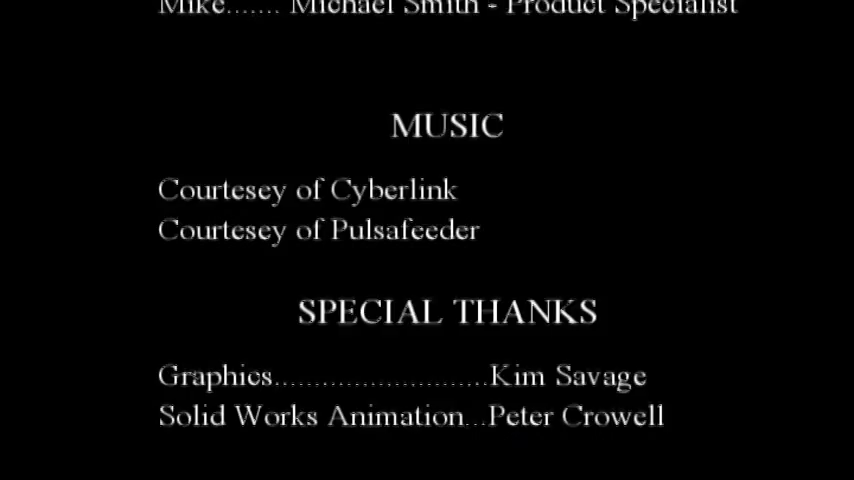 Mike....... Michael Smith - Product Specialist
MUSIC
Courtesey of Cyberlink
Courtesey of Pulsafeeder
SPECIAL THANKS
Graphics...........................Kim Savage
Solid Works Animation...Peter Crowell